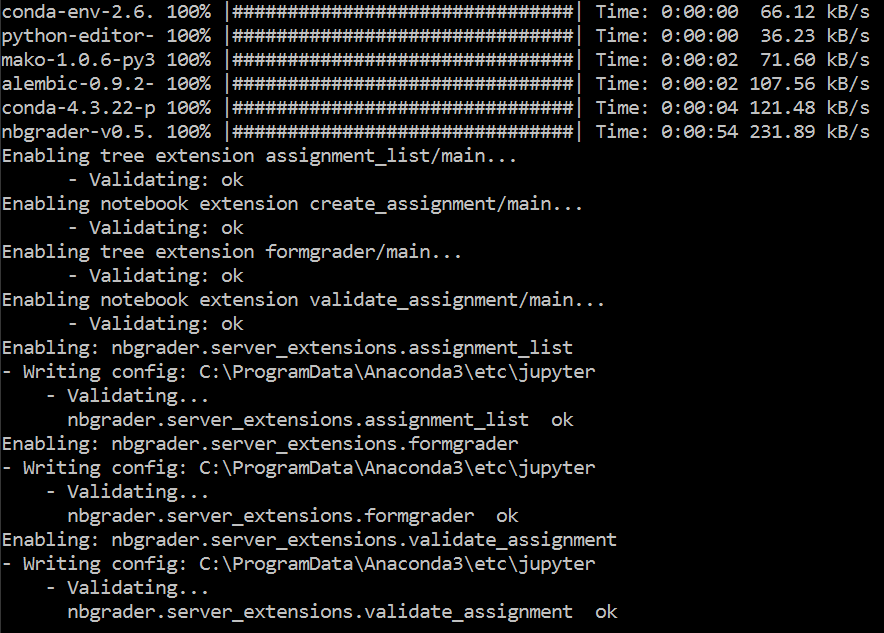 conda-env-2.6. 100% |###############################| Time: 0:00:00  66.12 kB/s
python-editor- 100% |###############################| Time: 0:00:00  36.23 kB/s
mako-1.0.6-py3 100% |###############################| Time: 0:00:02  71.60 kB/s
alembic-0.9.2- 100% |###############################| Time: 0:00:02 107.56 kB/s
conda-4.3.22-p 100% |###############################| Time: 0:00:04 121.48 kB/s
nbgrader-v0.5. 100% |###############################| Time: 0:00:54 231.89 kB/s
Enabling tree extension assignment_list/main...
      - Validating: ok
Enabling notebook extension create_assignment/main...
      - Validating: ok
Enabling tree extension formgrader/main...
      - Validating: ok
Enabling notebook extension validate_assignment/main...
      - Validating: ok
Enabling: nbgrader.server_extensions.assignment_list
- Writing config: C:\ProgramData\Anaconda3\etc\jupyter
    - Validating...
      nbgrader.server_extensions.assignment_list  ok
Enabling: nbgrader.server_extensions.formgrader
- Writing config: C:\ProgramData\Anaconda3\etc\jupyter
    - Validating...
      nbgrader.server_extensions.formgrader  ok
Enabling: nbgrader.server_extensions.validate_assignment
- Writing config: C:\ProgramData\Anaconda3\etc\jupyter
    - Validating...
      nbgrader.server_extensions.validate_assignment  ok